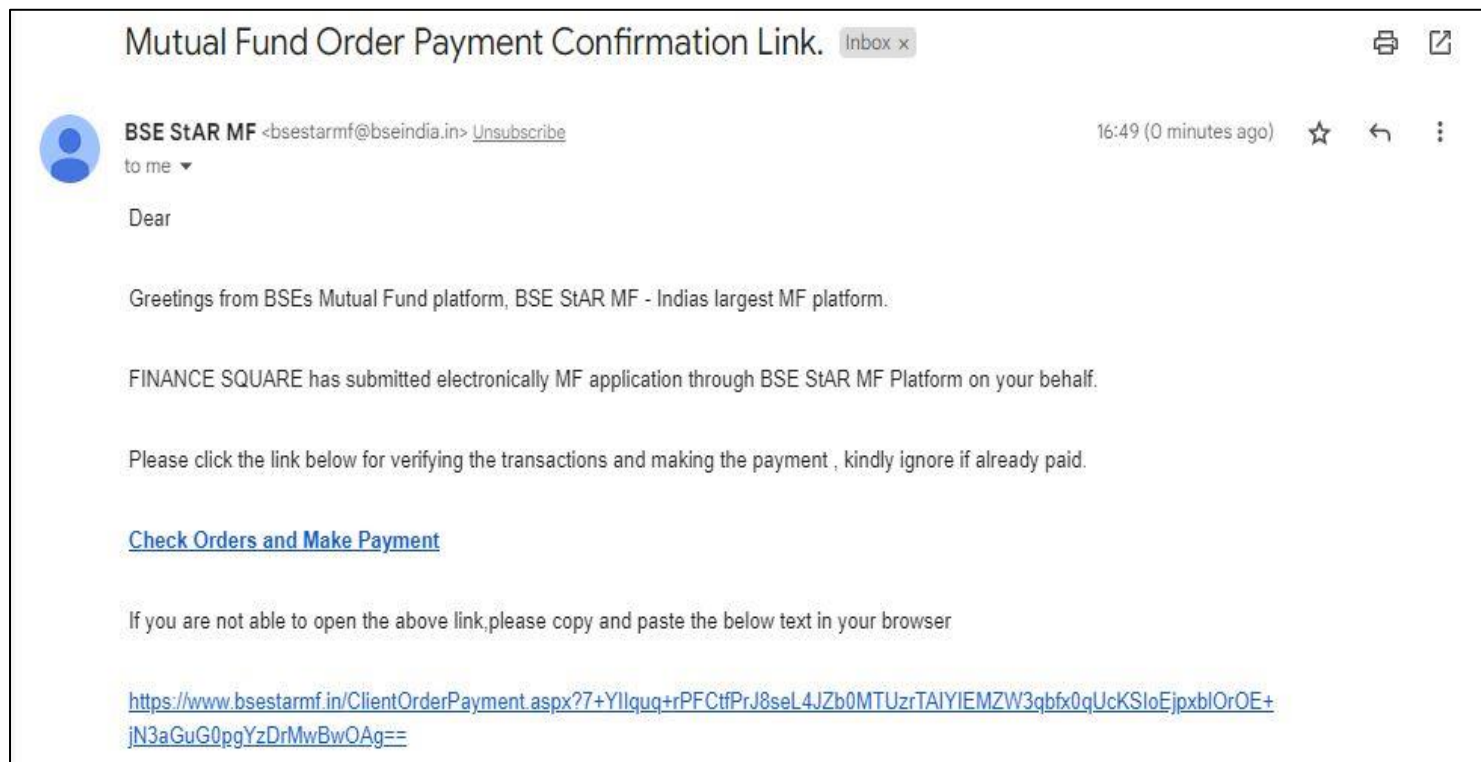 Mutual Fund Order Payment Confirmation Link. Inbox x
BSE StAR MF <bsestarmf@bseindia.in> Unsubscribe 16:49 (0 minutes ago)
to me
Dear
Greetings from BSEs Mutual Fund platform, BSE StAR MF - Indias largest MF platform.
FINANCE SQUARE has submitted electronically MF application through BSE StAR MF Platform on your behalf.
Please click the link below for verifying the transactions and making the payment , kindly ignore if already paid.
Check Orders and Make Payment
If you are not able to open the above link,please copy and paste the below text in your browser
https://www.bsestarmf.in/ClientOrderPayment.aspx?7+YIlquq+rPFCtfPrJ8seL4JZb0MTUzrTAIYIEMZW3qbfx0qUcKSIoEjpxblOrOE+
jN3aGuG0pgYzDrMwBwOAg==